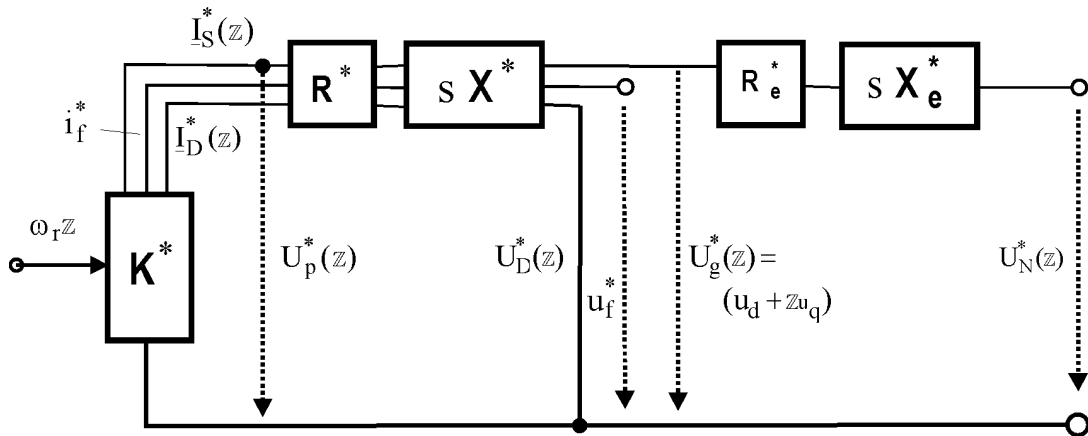 I̲*S(ℤ)
R*
s X*
R*e
s X*e
i*f
I̲*D(ℤ)
ωrℤ
K*
U*p(ℤ)
U*D(ℤ)
u*f
U*g(ℤ) =
(ud + ℤuq)
U*N(ℤ)